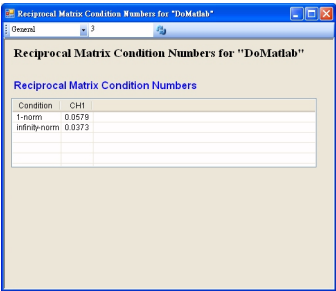 Reciprocal Matrix Condition Numbers for "DoMatlab"
General 3
Reciprocal Matrix Condition Numbers for "DoMatlab"
Reciprocal Matrix Condition Numbers
Condition CH1
1-norm 0.0579
infinity-norm 0.0373